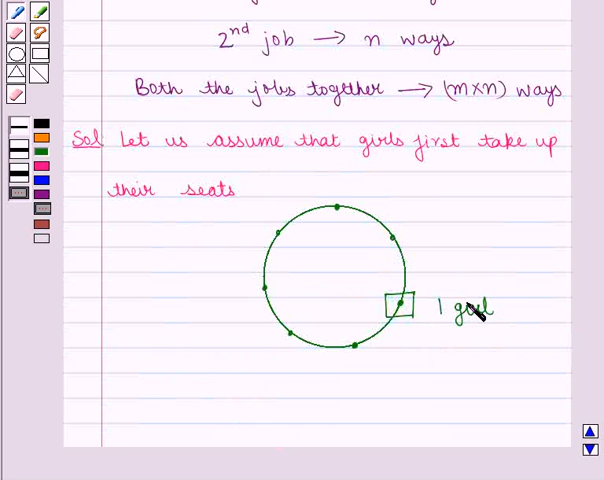 2nd job → n ways
Both the jobs together → (m×n) ways
Sol Let us assume that girls first take up
their seats
1 girl